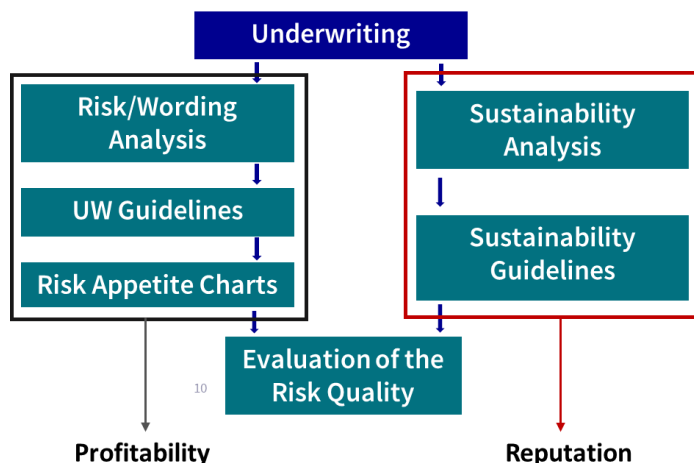 Underwriting
Risk/Wording
Analysis
UW Guidelines
Risk Appetite Charts
Sustainability
Analysis
Sustainability
Guidelines
Evaluation of the
Risk Quality
10
Profitability
Reputation